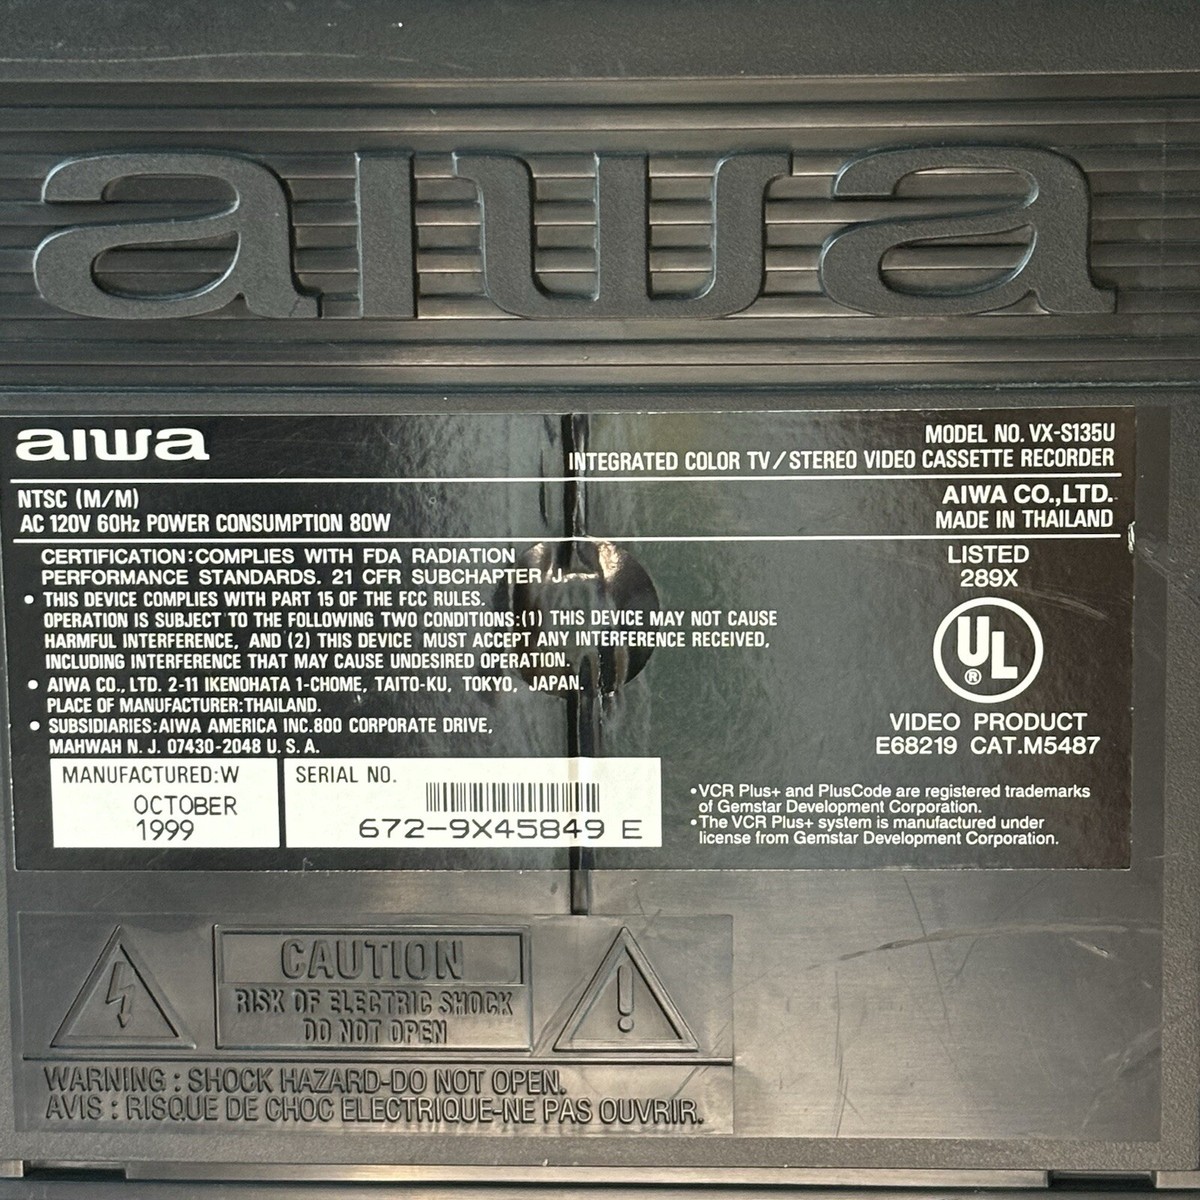 aiwa
aiwa
MODEL NO. VX-S135U
INTEGRATED COLOR TV/STEREO VIDEO CASSETTE RECORDER
NTSC (M/M)
AC 120V 60Hz POWER CONSUMPTION 80W
AIWA CO.,LTD.
MADE IN THAILAND
CERTIFICATION:COMPLIES WITH FDA RADIATION
PERFORMANCE STANDARDS. 21 CFR SUBCHAPTER J.
• THIS DEVICE COMPLIES WITH PART 15 OF THE FCC RULES.
OPERATION IS SUBJECT TO THE FOLLOWING TWO CONDITIONS:(1) THIS DEVICE MAY NOT CAUSE
HARMFUL INTERFERENCE, AND (2) THIS DEVICE MUST ACCEPT ANY INTERFERENCE RECEIVED,
INCLUDING INTERFERENCE THAT MAY CAUSE UNDESIRED OPERATION.
• AIWA CO., LTD. 2-11 IKENOHATA 1-CHOME, TAITO-KU, TOKYO, JAPAN.
PLACE OF MANUFACTURER:THAILAND.
• SUBSIDIARIES:AIWA AMERICA INC.800 CORPORATE DRIVE,
MAHWAH N. J. 07430-2048 U. S. A.
LISTED
289X
UL ®
VIDEO PRODUCT
E68219 CAT.M5487
MANUFACTURED:W
OCTOBER
1999
SERIAL NO.
672-9X45849 E
•VCR Plus+ and PlusCode are registered trademarks
of Gemstar Development Corporation.
•The VCR Plus+ system is manufactured under
license from Gemstar Development Corporation.
CAUTION
RISK OF ELECTRIC SHOCK
DO NOT OPEN
WARNING : SHOCK HAZARD-DO NOT OPEN.
AVIS : RISQUE DE CHOC ELECTRIQUE-NE PAS OUVRIR.